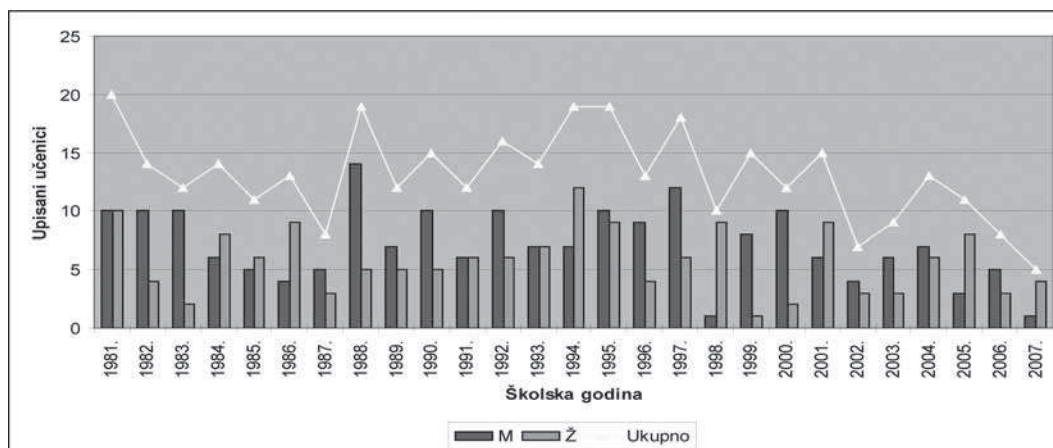 25
20
15
10
5
0
Upisani učenici
1981. 1982. 1983. 1984. 1985. 1986. 1987. 1988. 1989. 1990. 1991. 1992. 1993. 1994. 1995. 1996. 1997. 1998. 1999. 2000. 2001. 2002. 2003. 2004. 2005. 2006. 2007.
Školska godina
M Ž Ukupno